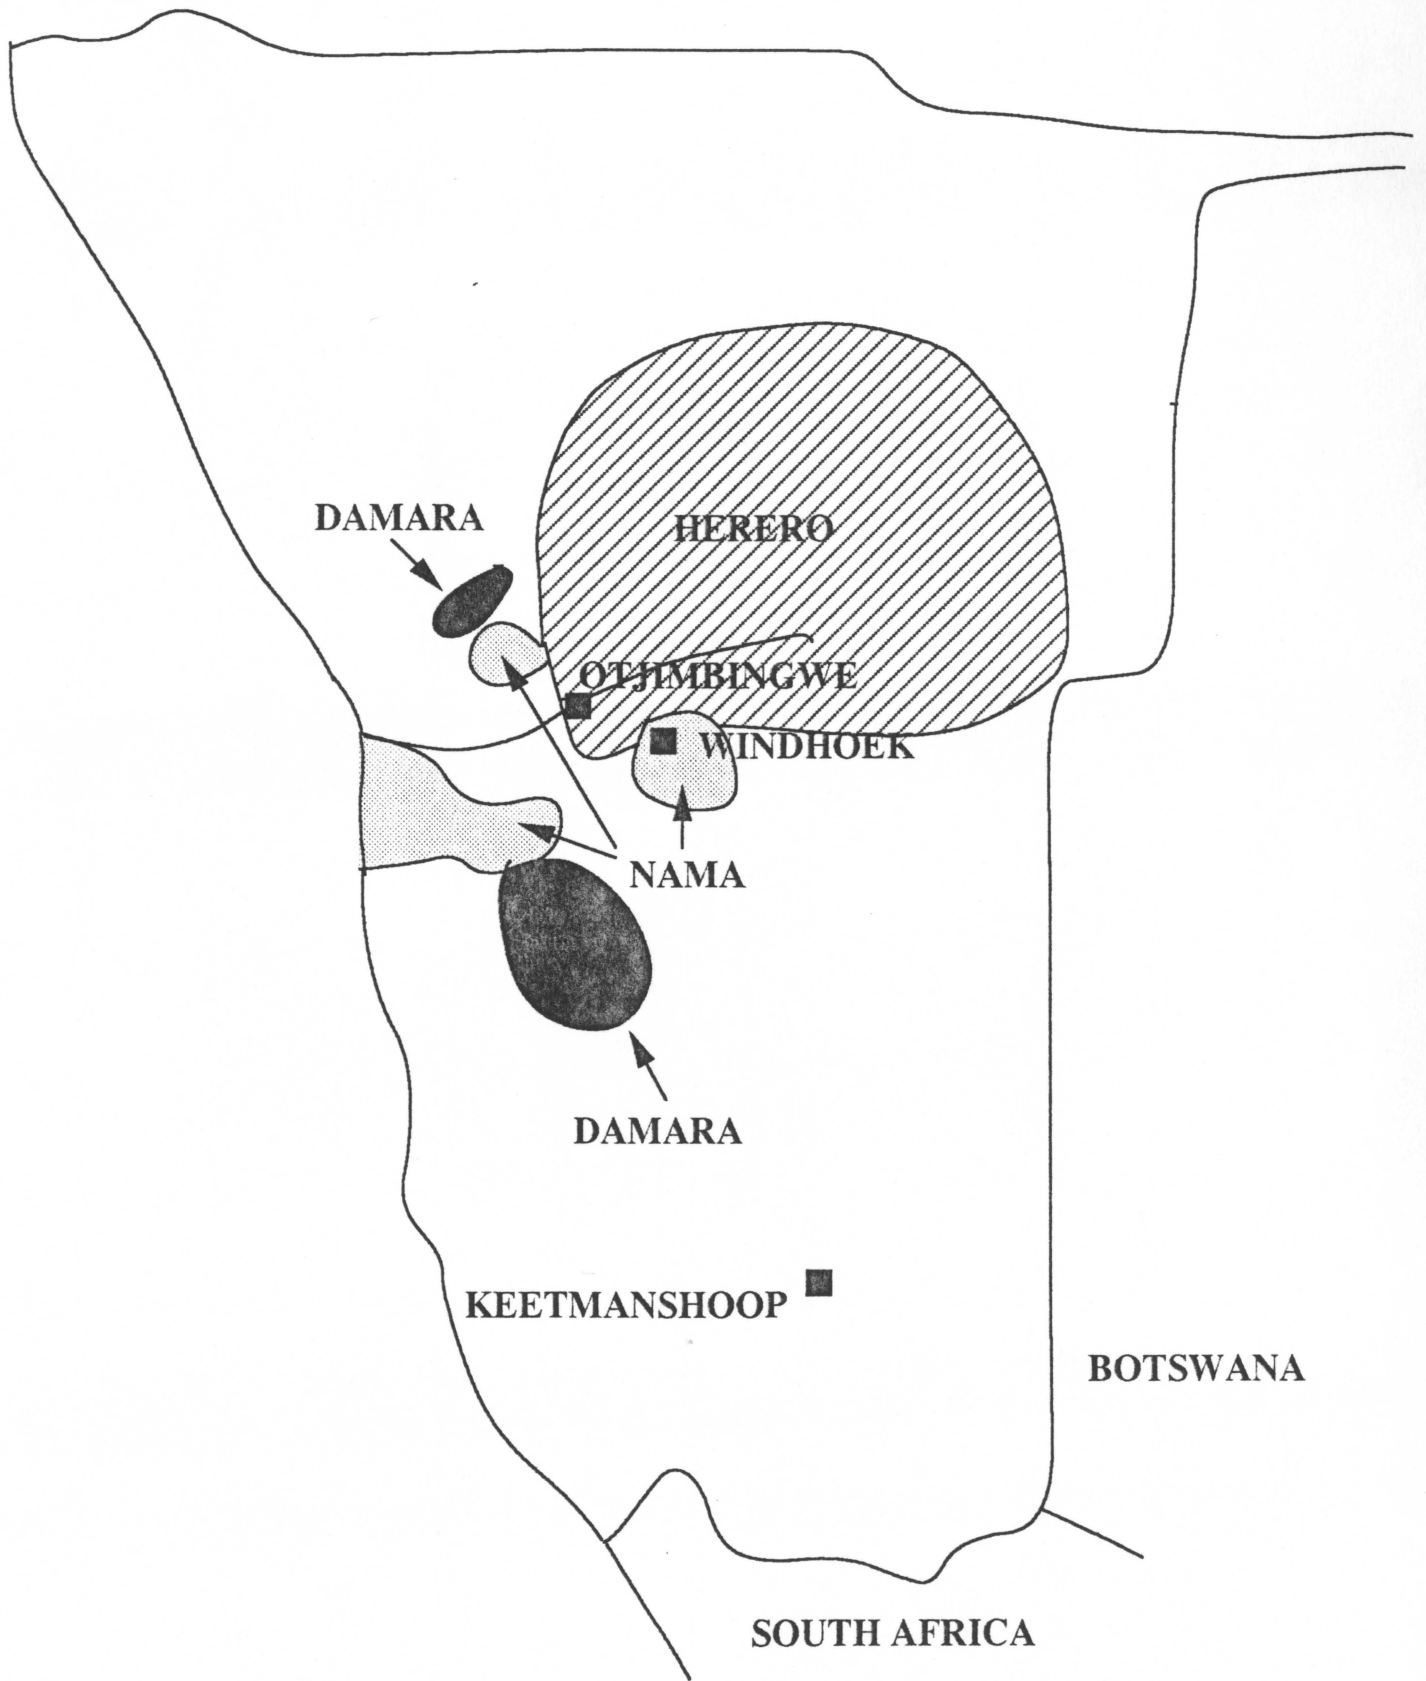 DAMARA
HERERO
OTJIMBINGWE
WINDHOEK
NAMA
DAMARA
KEETMANSHOOP
BOTSWANA
SOUTH AFRICA